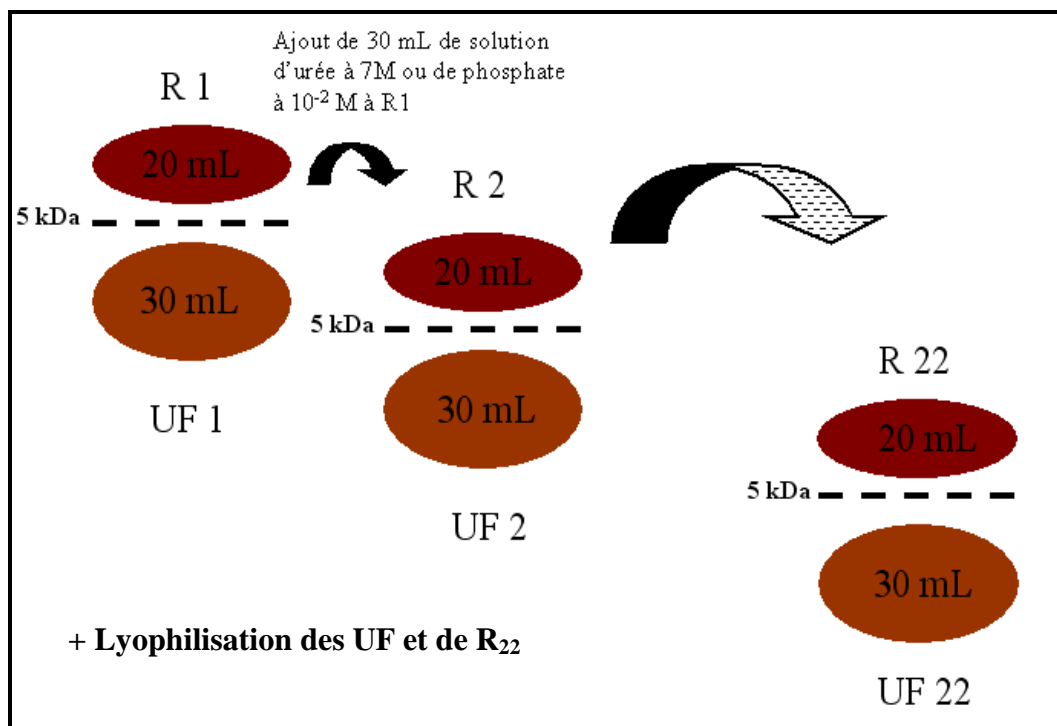 Ajout de 30 mL de solution
d'urée à 7M ou de phosphate
à 10⁻² M à R1
R 1
20 mL
5 kDa
30 mL
UF 1
R 2
20 mL
5 kDa
30 mL
UF 2
R 22
20 mL
5 kDa
30 mL
UF 22
+ Lyophilisation des UF et de R₂₂